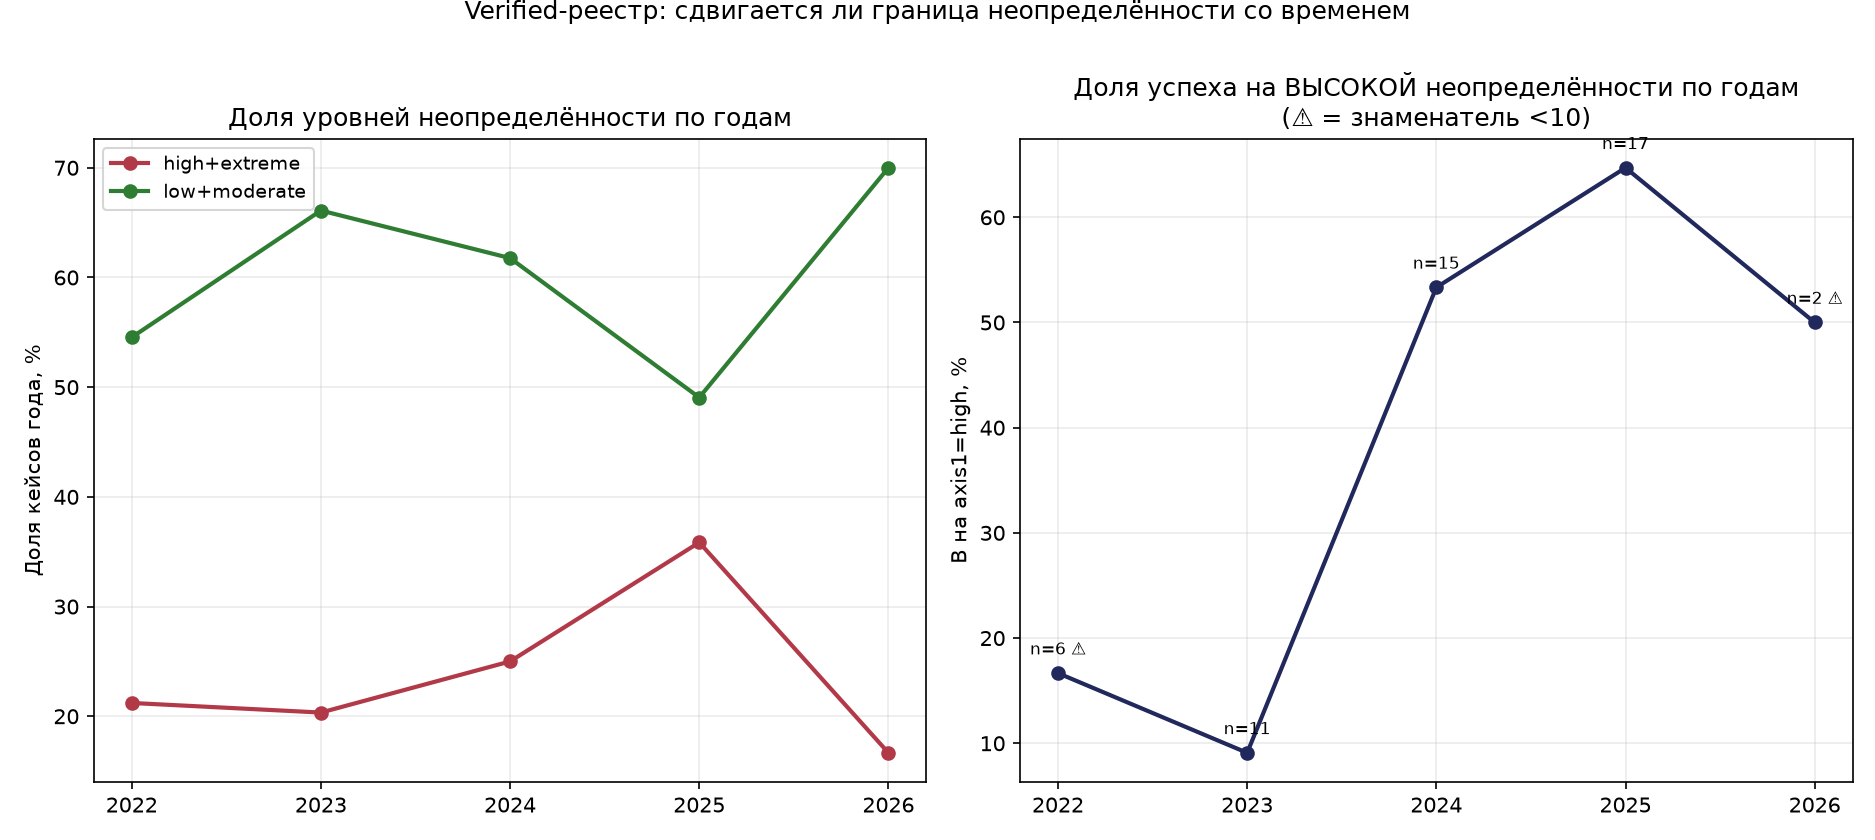 Verified-реестр: сдвигается ли граница неопределённости со временем
Доля уровней неопределённости по годам
high+extreme
low+moderate
Доля кейсов года, %
70
60
50
40
30
20
2022 2023 2024 2025 2026
Доля успеха на ВЫСОКОЙ неопределённости по годам
(⚠ = знаменатель <10)
В на axis1=high, %
60
50
40
30
20
10
n=6 ⚠
n=11
n=15
n=17
n=2 ⚠
2022 2023 2024 2025 2026